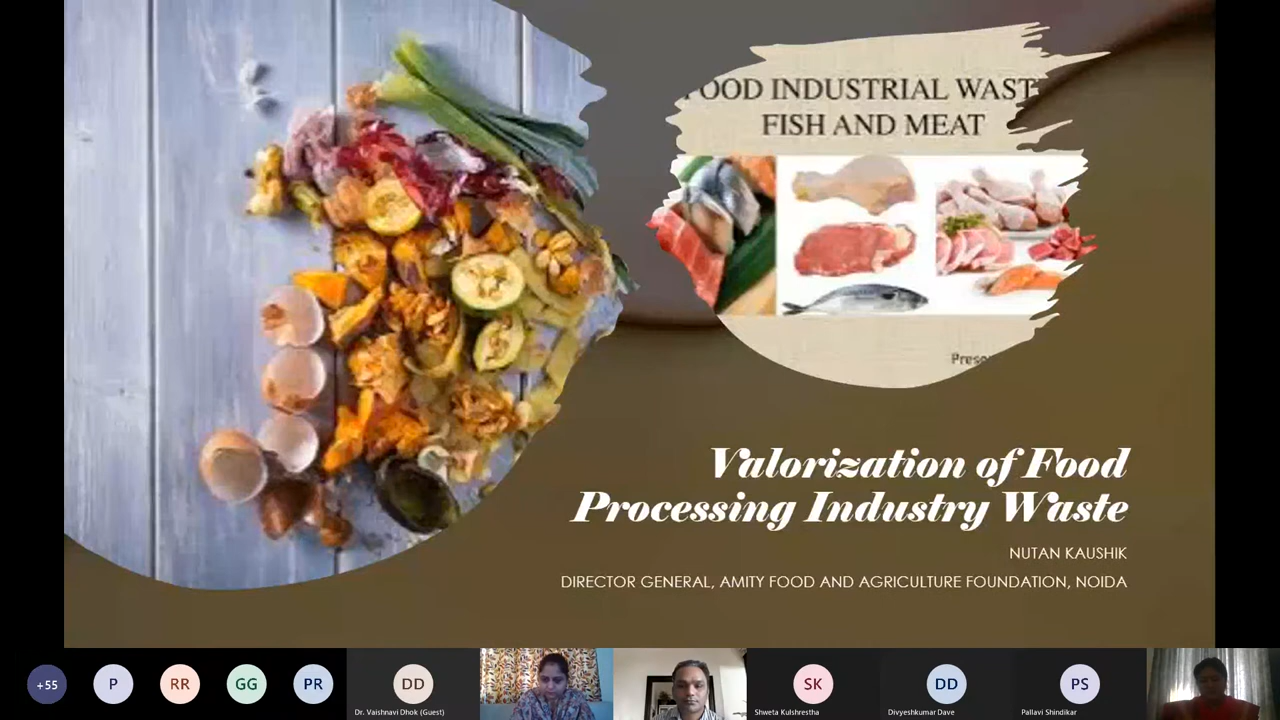 OOD INDUSTRIAL WAST
FISH AND MEAT
Valorization of Food
Processing Industry Waste
NUTAN KAUSHIK
DIRECTOR GENERAL, AMITY FOOD AND AGRICULTURE FOUNDATION, NOIDA
+55
P
RR
GG
PR
DD
Dr. Vaishnavi Dhok (Guest)
SK
Shweta Kulshrestha
DD
Divyeshkumar Dave
PS
Pallavi Shindikar